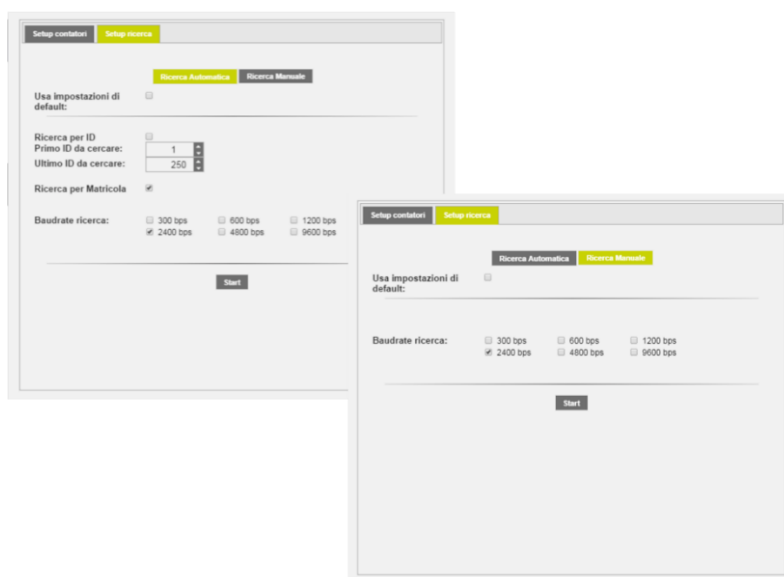 Setup contatori Setup ricerca
Ricerca Automatica Ricerca Manuale
Usa impostazioni di
default:
Ricerca per ID
Primo ID da cercare: 1
Ultimo ID da cercare: 250
Ricerca per Matricola
Baudrate ricerca: 300 bps 600 bps 1200 bps
2400 bps 4800 bps 9600 bps
Start
Setup contatori Setup ricerca
Ricerca Automatica Ricerca Manuale
Usa impostazioni di
default:
Baudrate ricerca: 300 bps 600 bps 1200 bps
2400 bps 4800 bps 9600 bps
Start